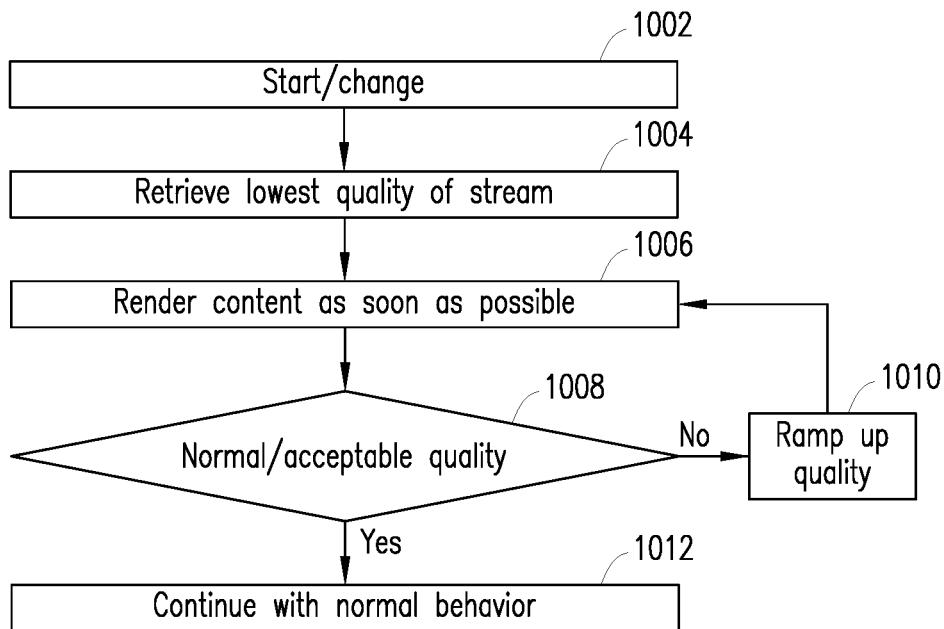 1002
Start/change
1004
Retrieve lowest quality of stream
1006
Render content as soon as possible
1008
Normal/acceptable quality
No
1010
Ramp up
quality
Yes
1012
Continue with normal behavior